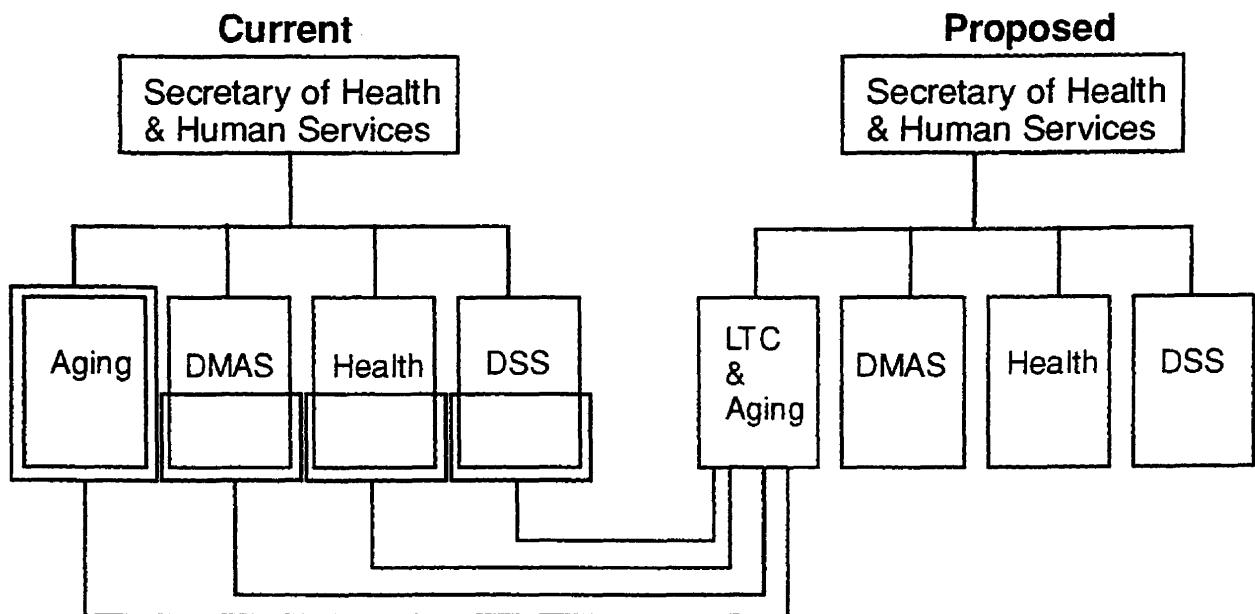 Current
Secretary of Health
& Human Services
Aging
DMAS
Health
DSS
Proposed
Secretary of Health
& Human Services
LTC
&
Aging
DMAS
Health
DSS